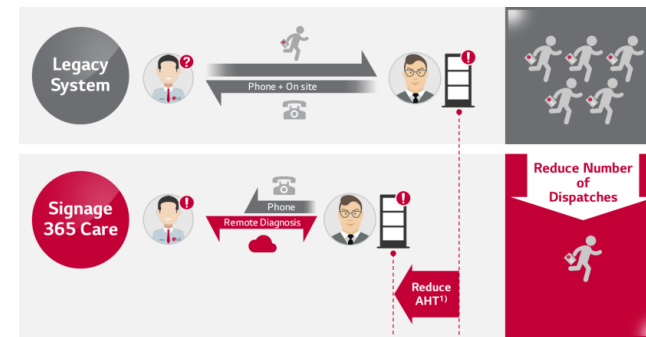 Legacy
System
?
!
Phone + On site
Signage
365 Care
!
!
Phone
Remote Diagnosis
Reduce
AHT¹⁾
Reduce Number
of
Dispatches